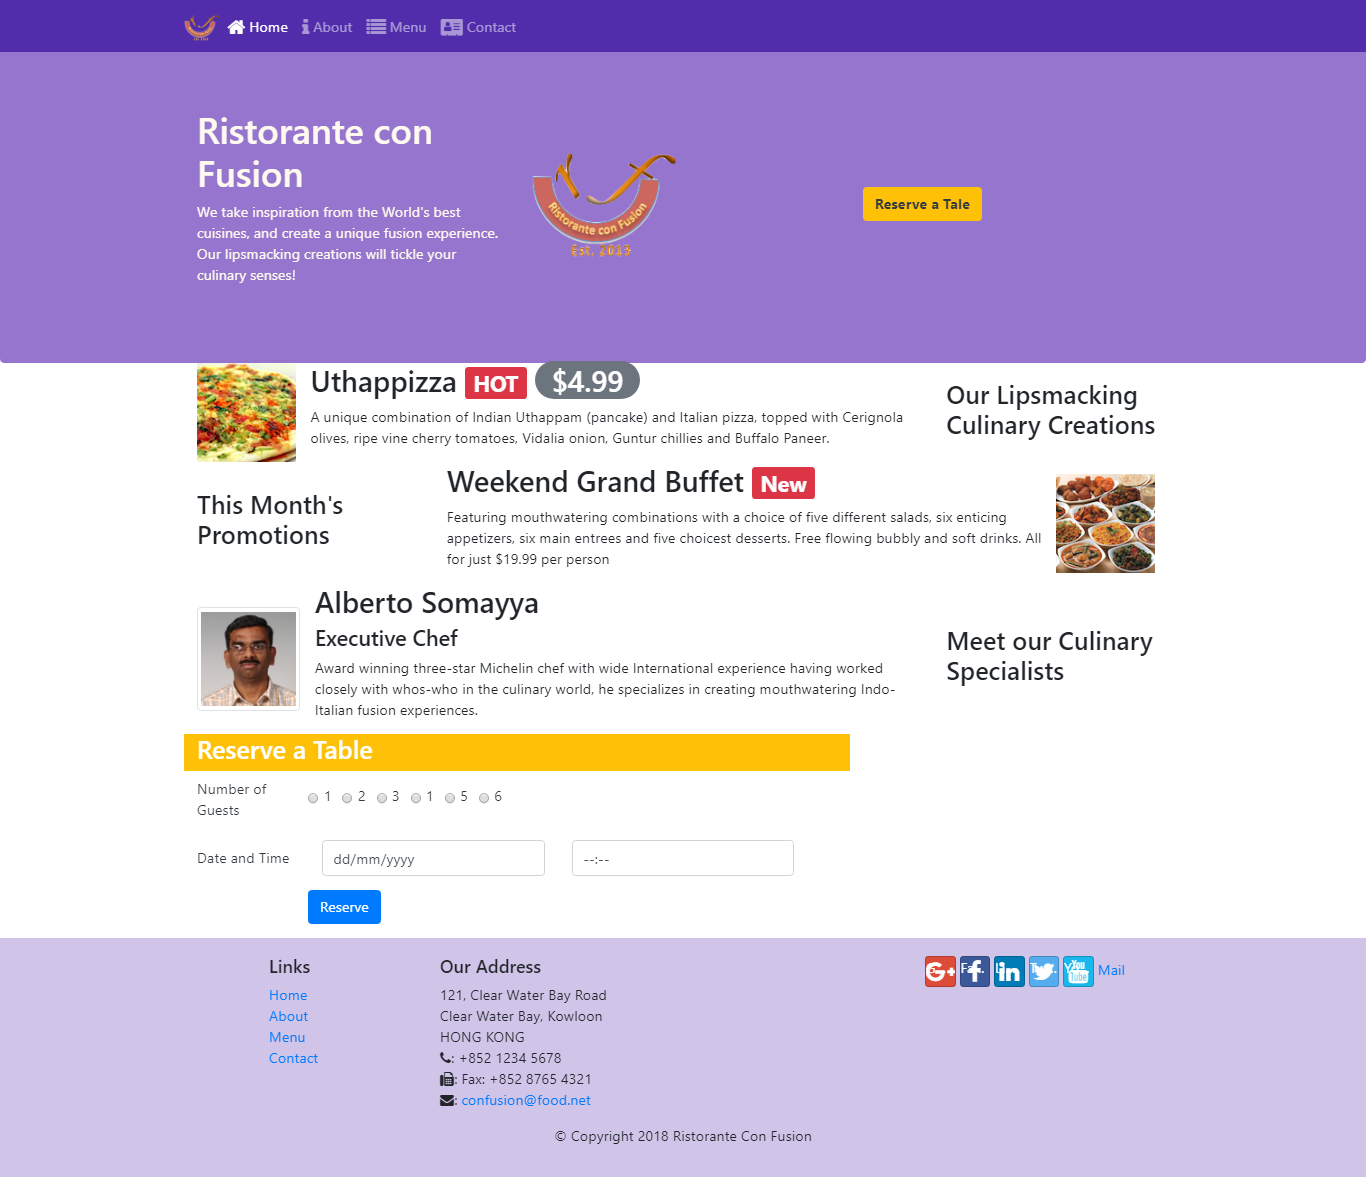 Home About Menu Contact
Ristorante con
Fusion
We take inspiration from the World's best
cuisines, and create a unique fusion experience.
Our lipsmacking creations will tickle your
culinary senses!
Ristorante con Fusion
Est. 2013
Reserve a Tale
Uthappizza HOT $4.99
A unique combination of Indian Uthappam (pancake) and Italian pizza, topped with Cerignola
olives, ripe vine cherry tomatoes, Vidalia onion, Guntur chillies and Buffalo Paneer.
Our Lipsmacking
Culinary Creations
This Month's
Promotions
Weekend Grand Buffet New
Featuring mouthwatering combinations with a choice of five different salads, six enticing
appetizers, six main entrees and five choicest desserts. Free flowing bubbly and soft drinks. All
for just $19.99 per person
Alberto Somayya
Executive Chef
Award winning three-star Michelin chef with wide International experience having worked
closely with whos-who in the culinary world, he specializes in creating mouthwatering Indo-
Italian fusion experiences.
Meet our Culinary
Specialists
Reserve a Table
Number of
Guests
1 2 3 1 5 6
Date and Time dd/mm/yyyy --:--
Reserve
Links
Home
About
Menu
Contact
Our Address
121, Clear Water Bay Road
Clear Water Bay, Kowloon
HONG KONG
: +852 1234 5678
: Fax: +852 8765 4321
: confusion@food.net
You Tube Mail
© Copyright 2018 Ristorante Con Fusion